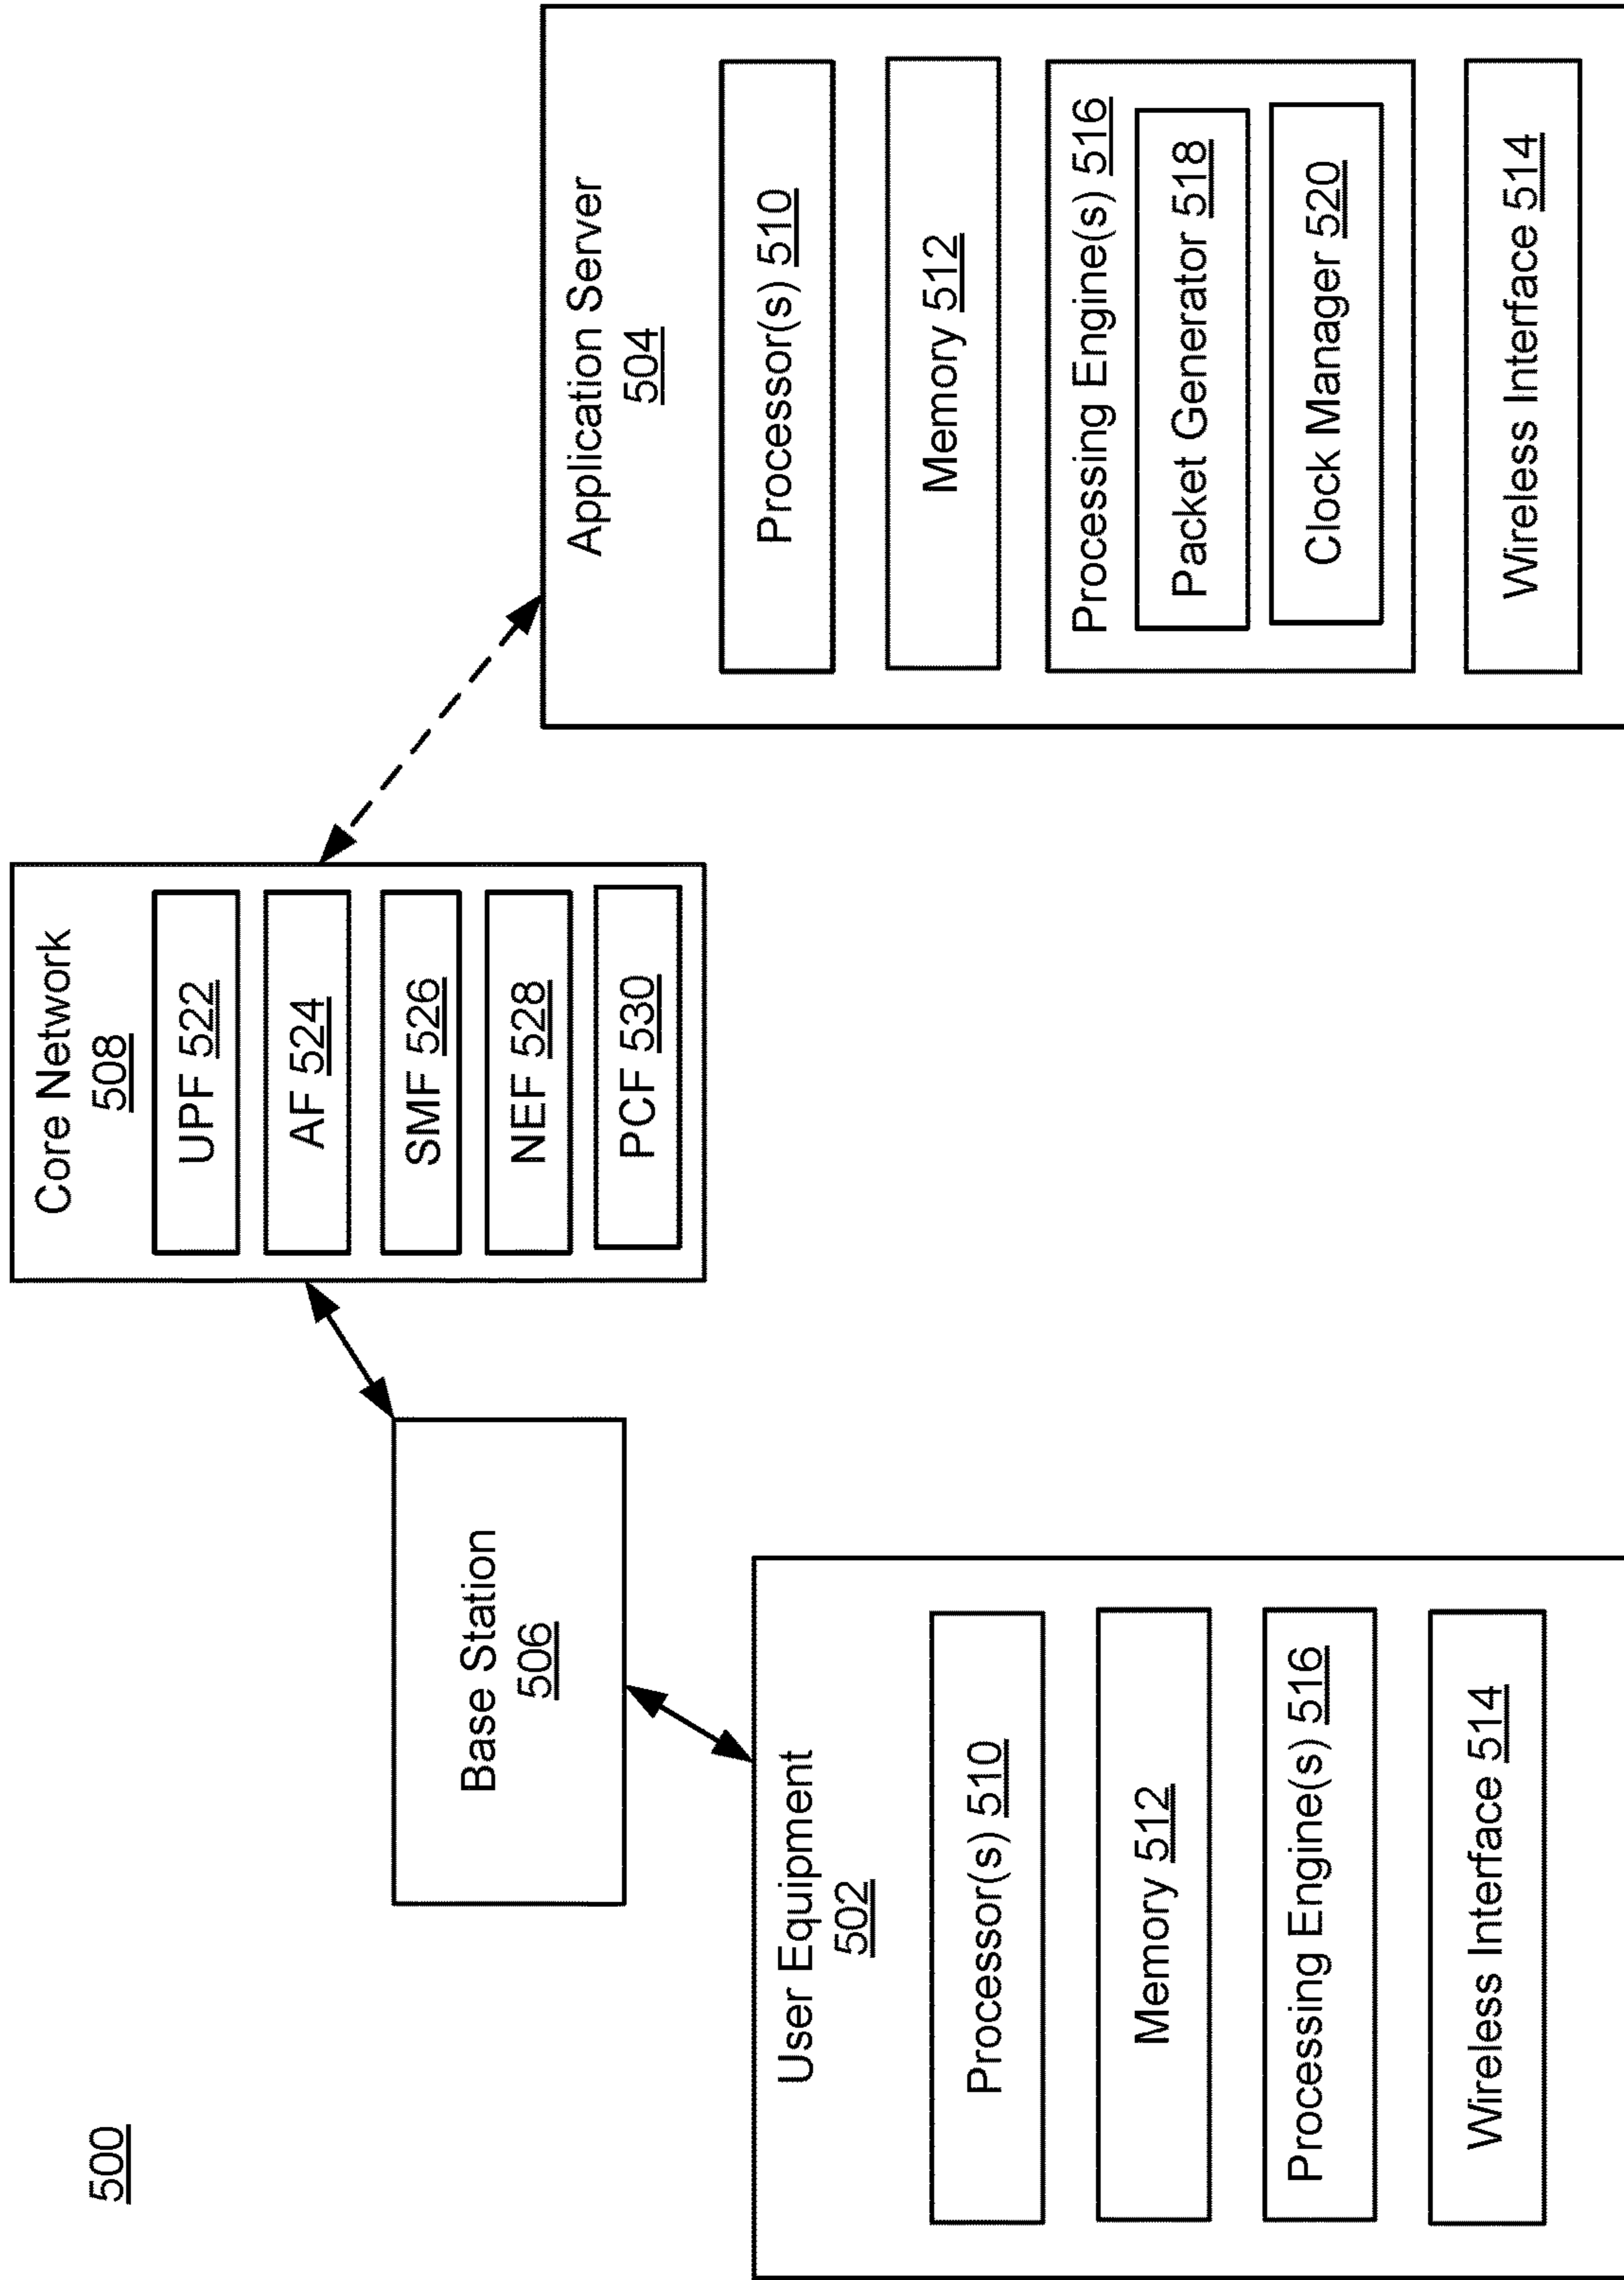 500
User Equipment
502
Processor(s) 510
Memory 512
Processing Engine(s) 516
Wireless Interface 514
Base Station
506
Core Network
508
UPF 522
AF 524
SMF 526
NEF 528
PCF 530
Application Server
504
Processor(s) 510
Memory 512
Processing Engine(s) 516
Packet Generator 518
Clock Manager 520
Wireless Interface 514